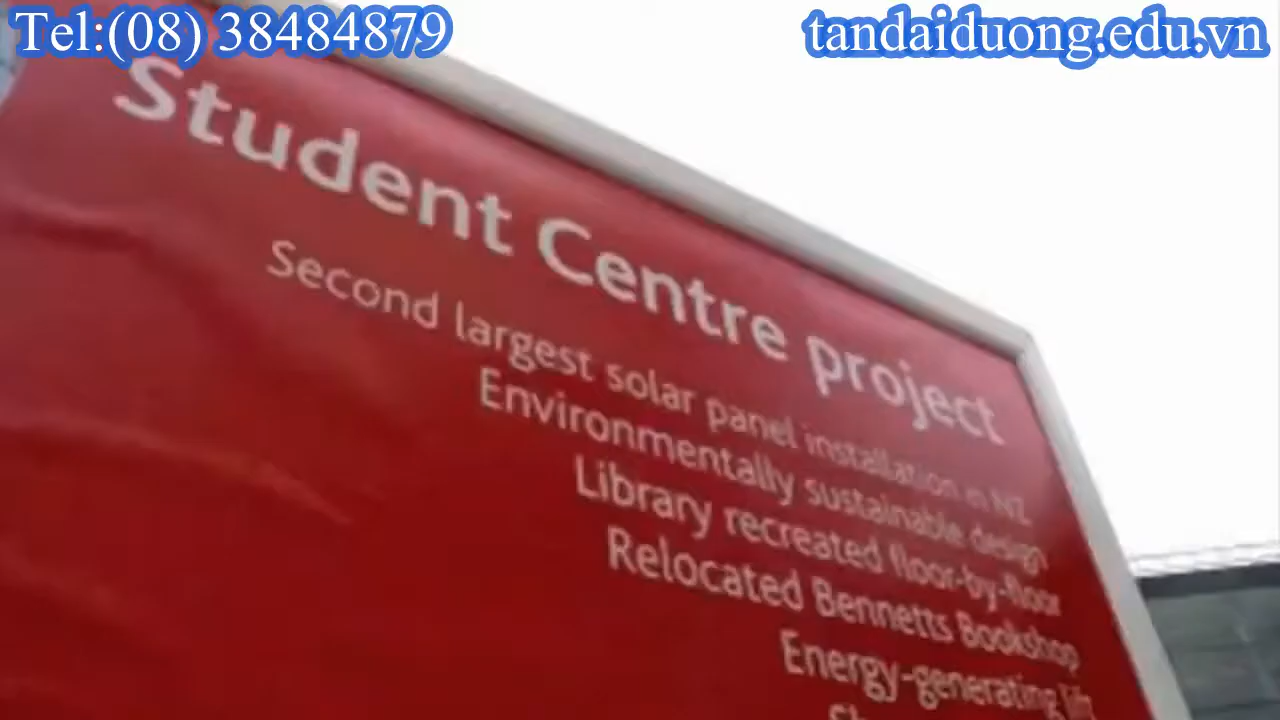 Tel:(08) 38484879
tandaiduong.edu.vn
Student Centre project
Second largest solar panel installation in NZ
Environmentally sustainable design
Library recreated floor-by-floor
Relocated Bennetts Bookshop
Energy-generating lift